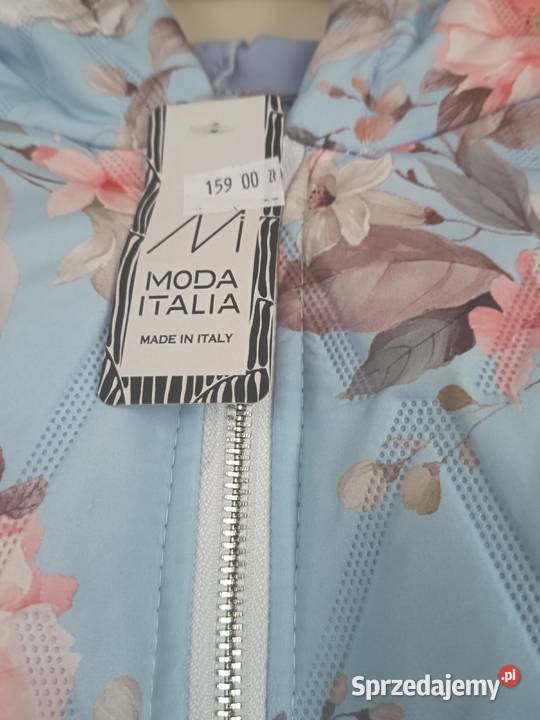 159 00 zł
M
MODA
ITALIA
MADE IN ITALY
Sprzedajemy.pl